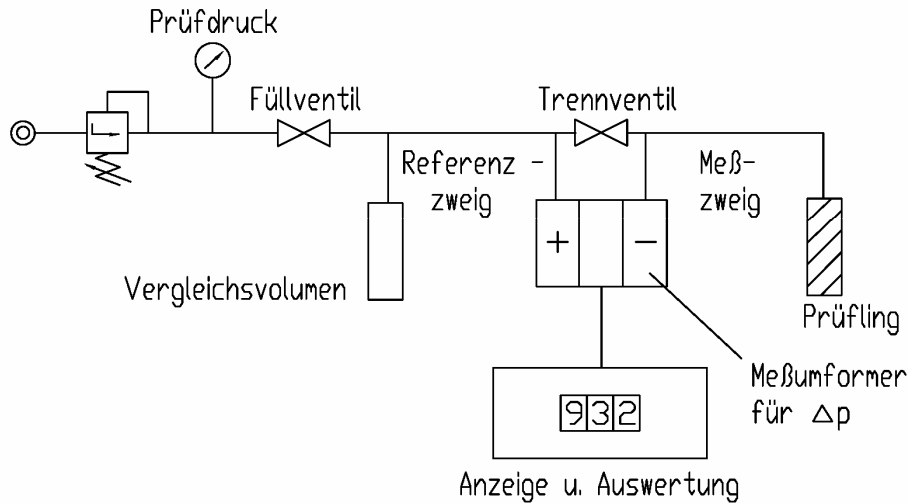 Prüfdruck
Füllventil
Trennventil
Referenz-
zweig
Meß-
zweig
+
−
Vergleichsvolumen
Prüfling
Meßumformer
für Δp
932
Anzeige u. Auswertung